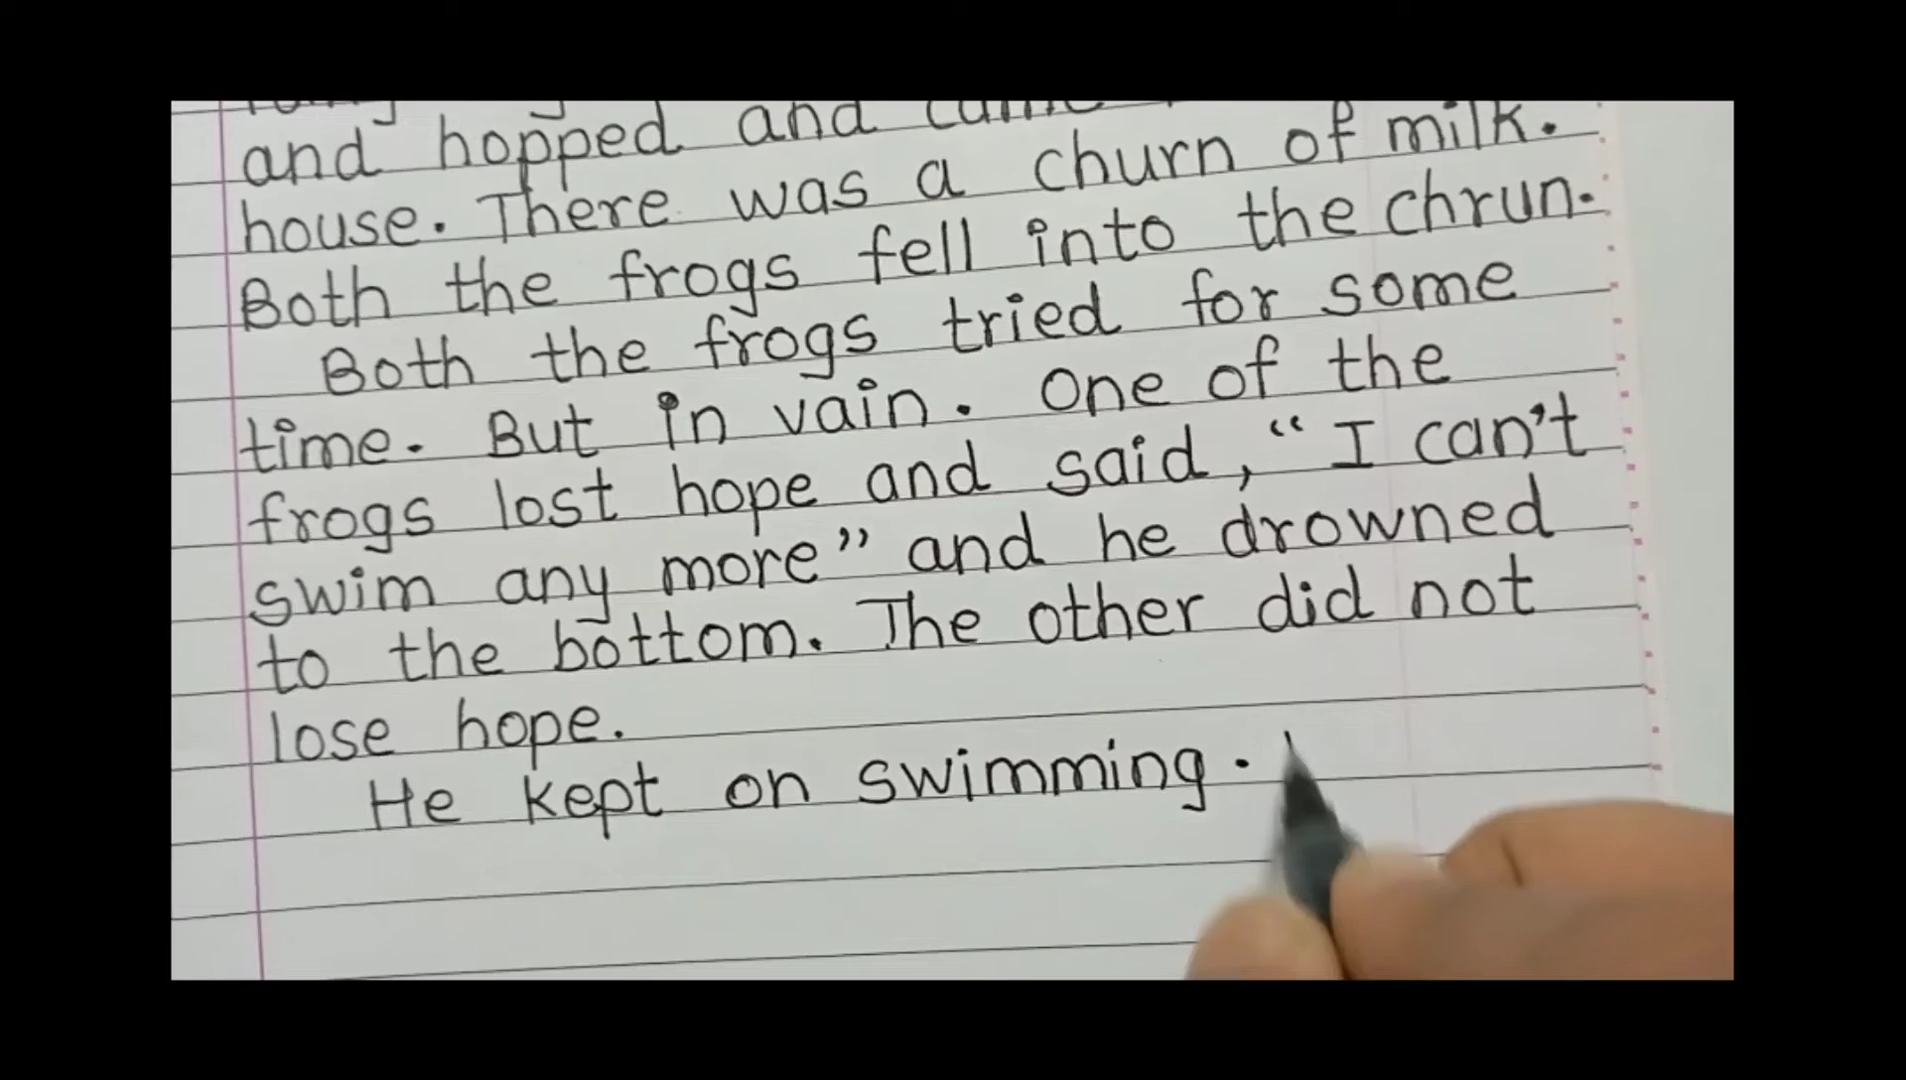 and hopped and came
house. There was a churn of milk.
Both the frogs fell into the chrun.
Both the frogs tried for some
time. But in vain. One of the
frogs lost hope and said, “I can't
swim any more” and he drowned
to the bottom. The other did not
lose hope.
He kept on swimming.